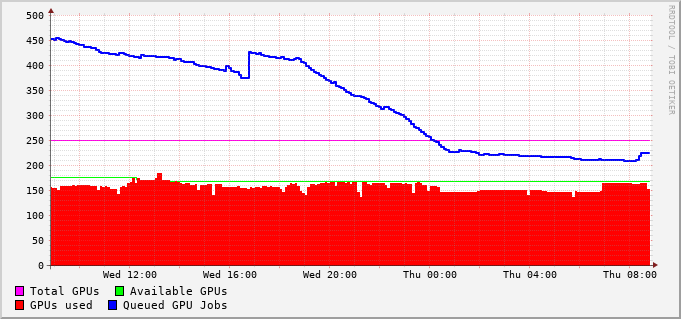 500
450
400
350
300
250
200
150
100
50
0
Wed 12:00 Wed 16:00 Wed 20:00 Thu 00:00 Thu 04:00 Thu 08:00
Total GPUs Available GPUs
GPUs used Queued GPU Jobs
RRDTOOL / TOBI OETIKER